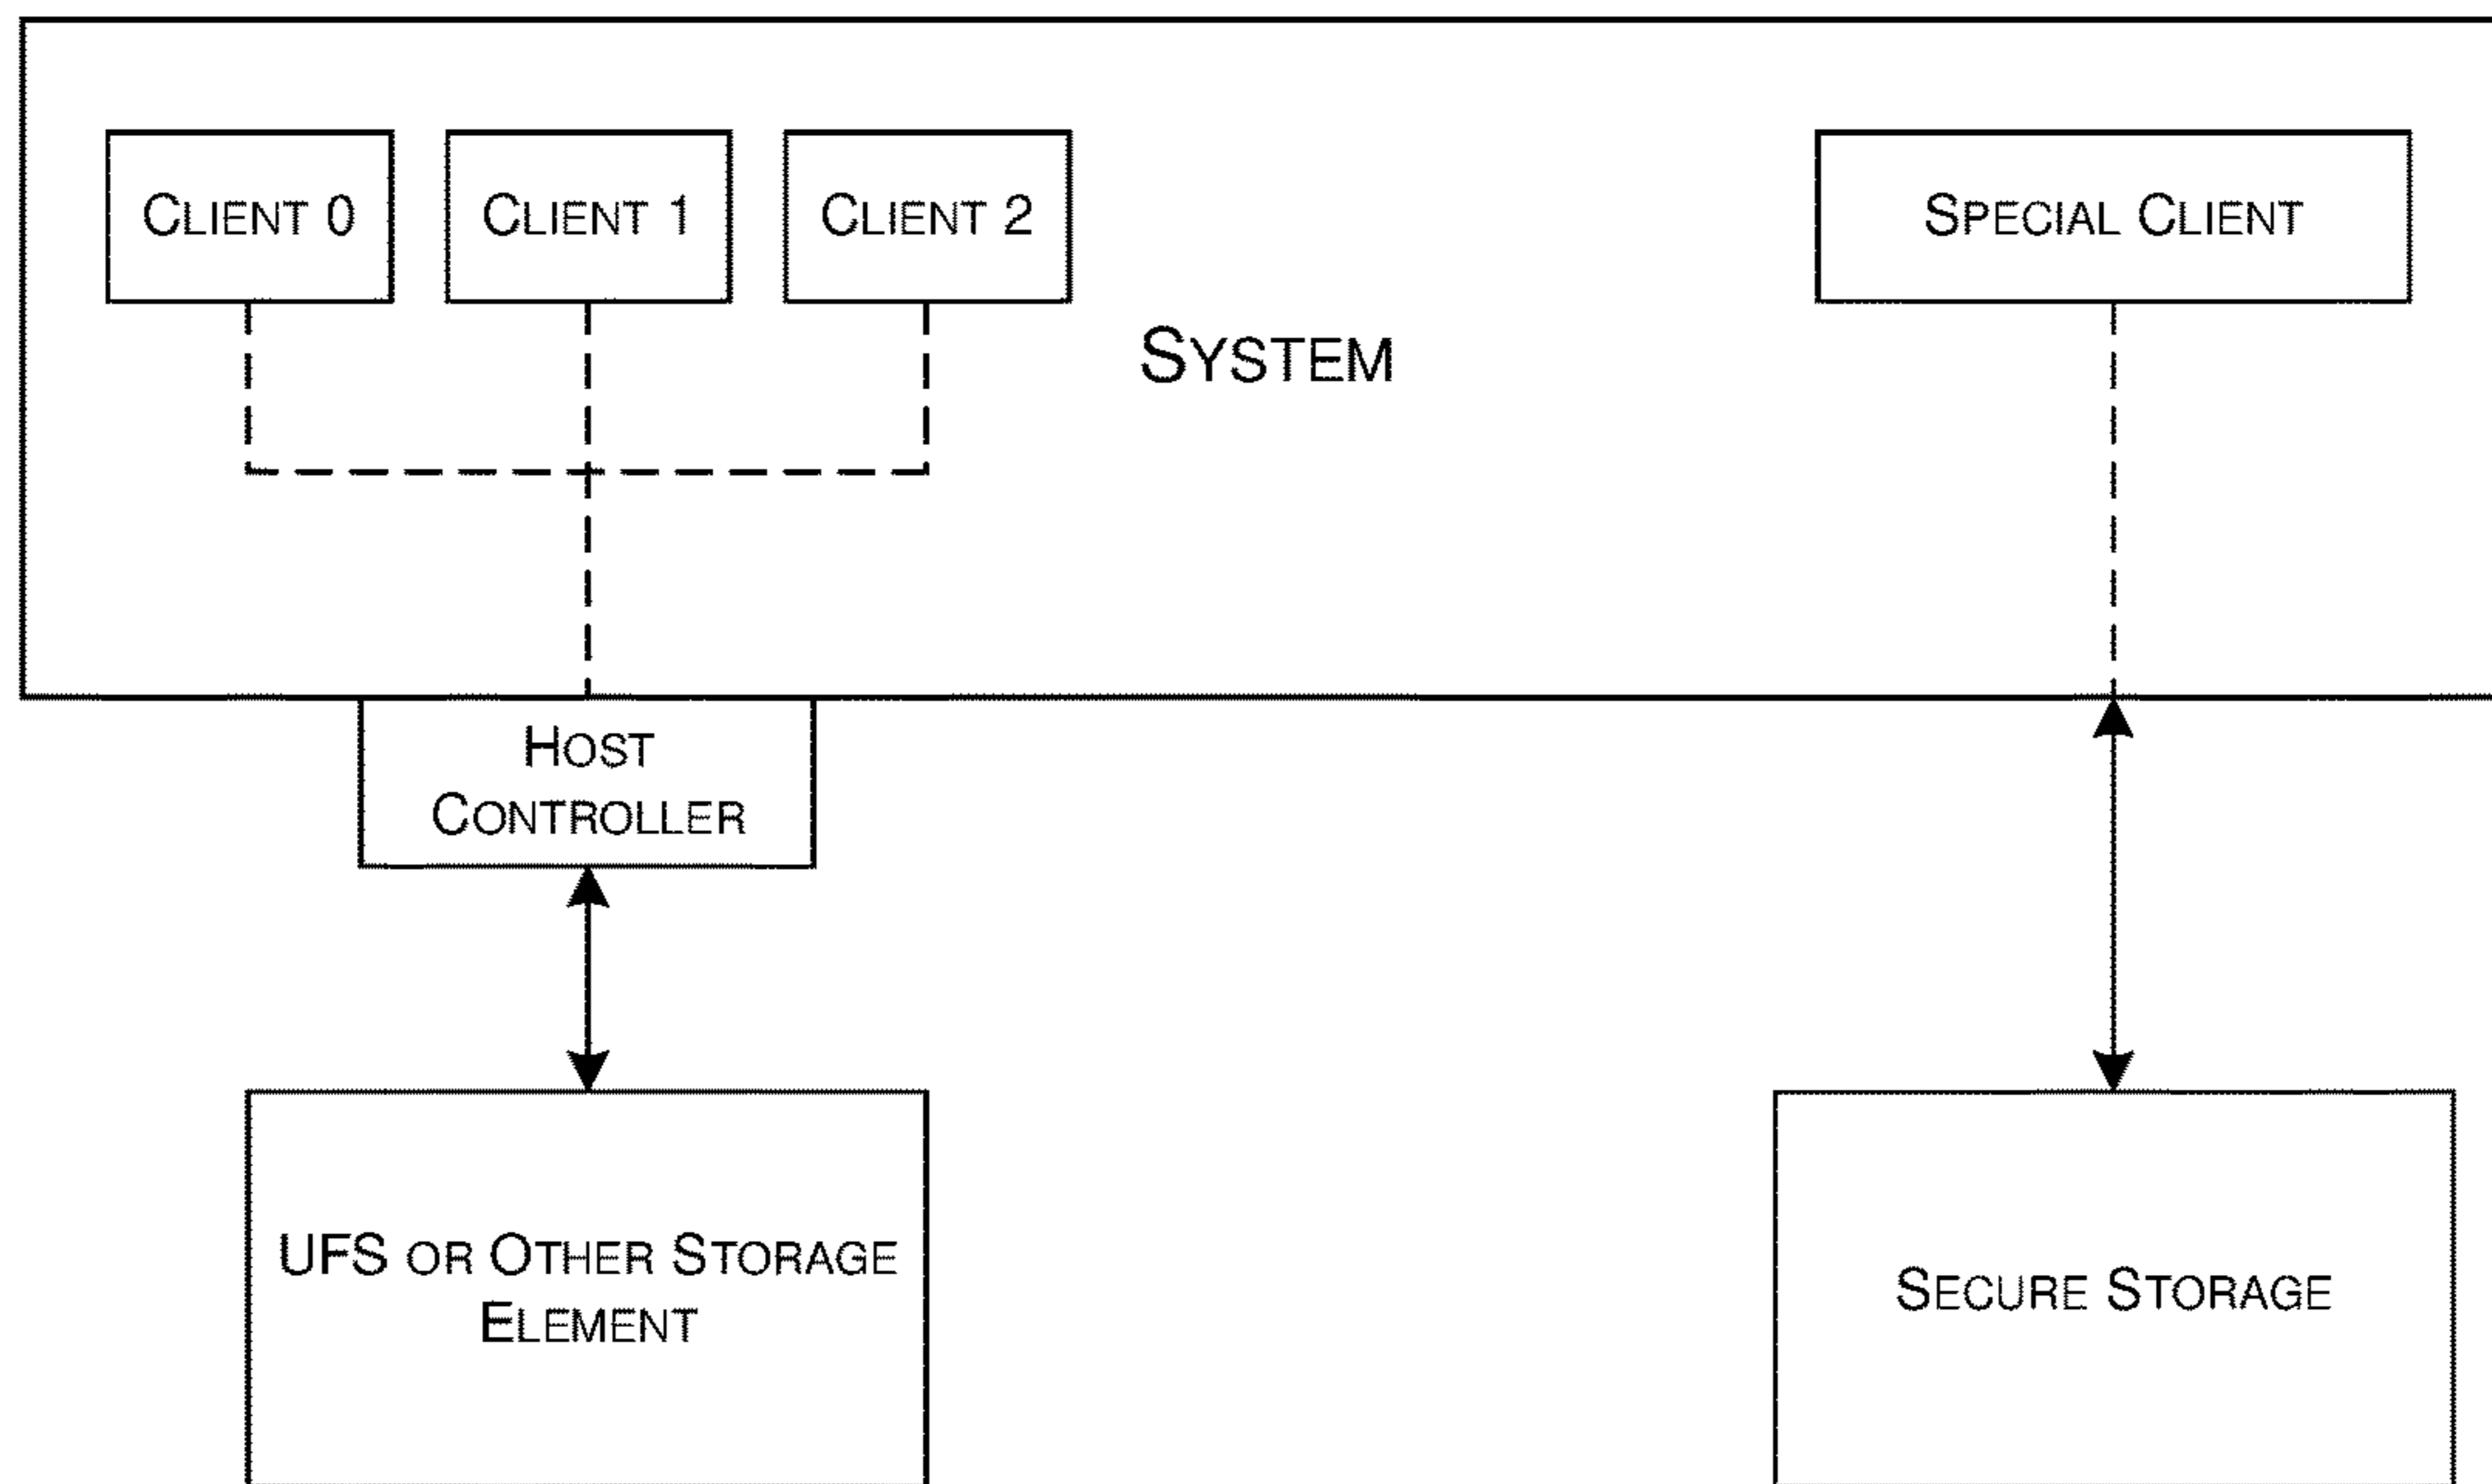 CLIENT 0
CLIENT 1
CLIENT 2
SPECIAL CLIENT
SYSTEM
HOST
CONTROLLER
UFS OR OTHER STORAGE
ELEMENT
SECURE STORAGE